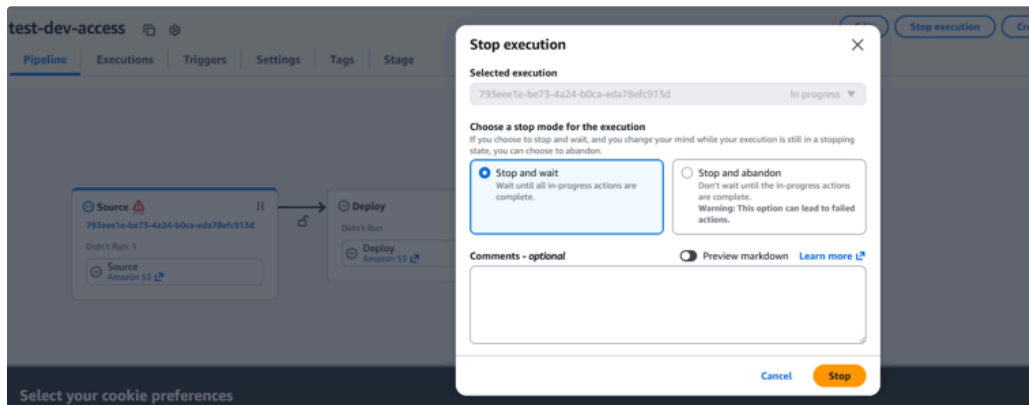 test-dev-access
Stop execution
Pipeline Executions Triggers Settings Tags Stage
Source
793eee1e-be73-4a24-b0ca-eda78efc913d
Didn't Run: 1
Source
Amazon S3
Deploy
Didn't Run
Deploy
Amazon S3
Stop execution
Selected execution
793eee1e-be73-4a24-b0ca-eda78efc913d In progress
Choose a stop mode for the execution
If you choose to stop and wait, and you change your mind while your execution is still in a stopping
state, you can choose to abandon.
Stop and wait
Wait until all in-progress actions are
complete.
Stop and abandon
Don't wait until the in-progress actions
are complete.
Warning: This option can lead to failed
actions.
Comments - optional Preview markdown Learn more
Cancel Stop
Select your cookie preferences